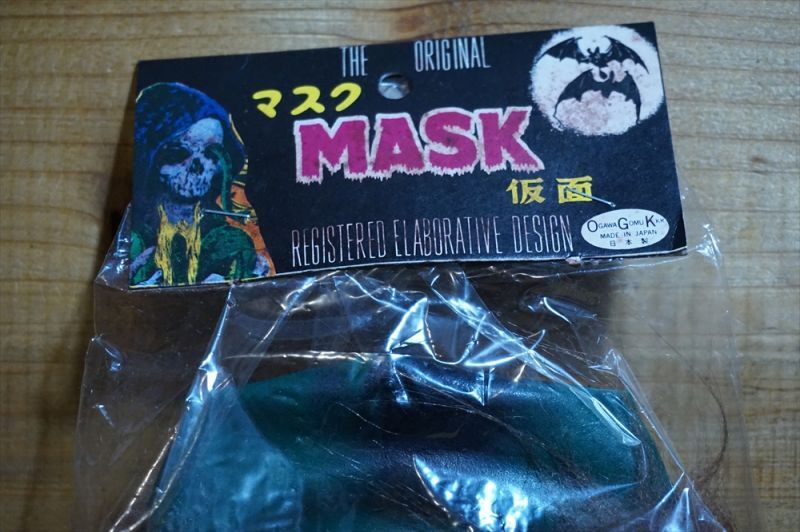 THE ORIGINAL
マスク
MASK
仮面
REGISTERED ELABORATIVE DESIGN
OGAWA GOMU K.K.
MADE IN JAPAN
日本製